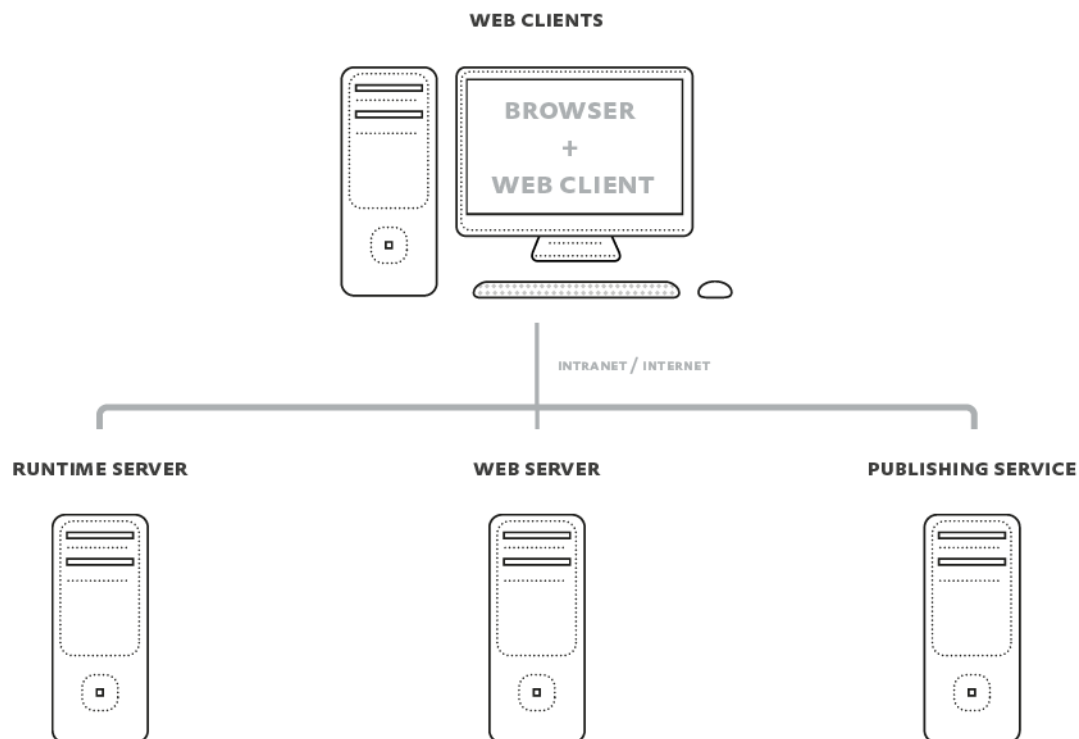 WEB CLIENTS
BROWSER
+
WEB CLIENT
INTRANET / INTERNET
RUNTIME SERVER
WEB SERVER
PUBLISHING SERVICE